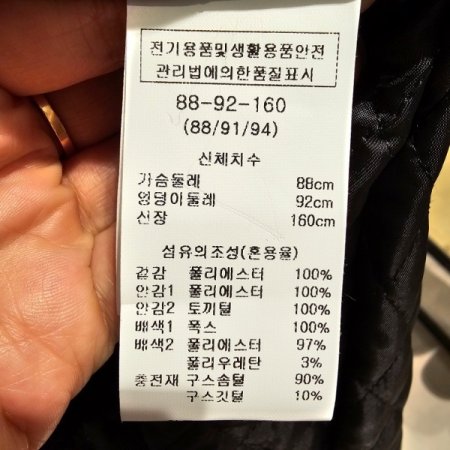 전기용품및생활용품안전
관리법에의한품질표시
88-92-160
(88/91/94)
신체치수
가슴둘레 88cm
엉덩이둘레 92cm
신장 160cm
섬유의조성(혼용율)
겉감 폴리에스터 100%
안감1 폴리에스터 100%
안감2 토끼털 100%
배색1 폭스 100%
배색2 폴리에스터 97%
폴리우레탄 3%
충전재 구스솜털 90%
구스깃털 10%